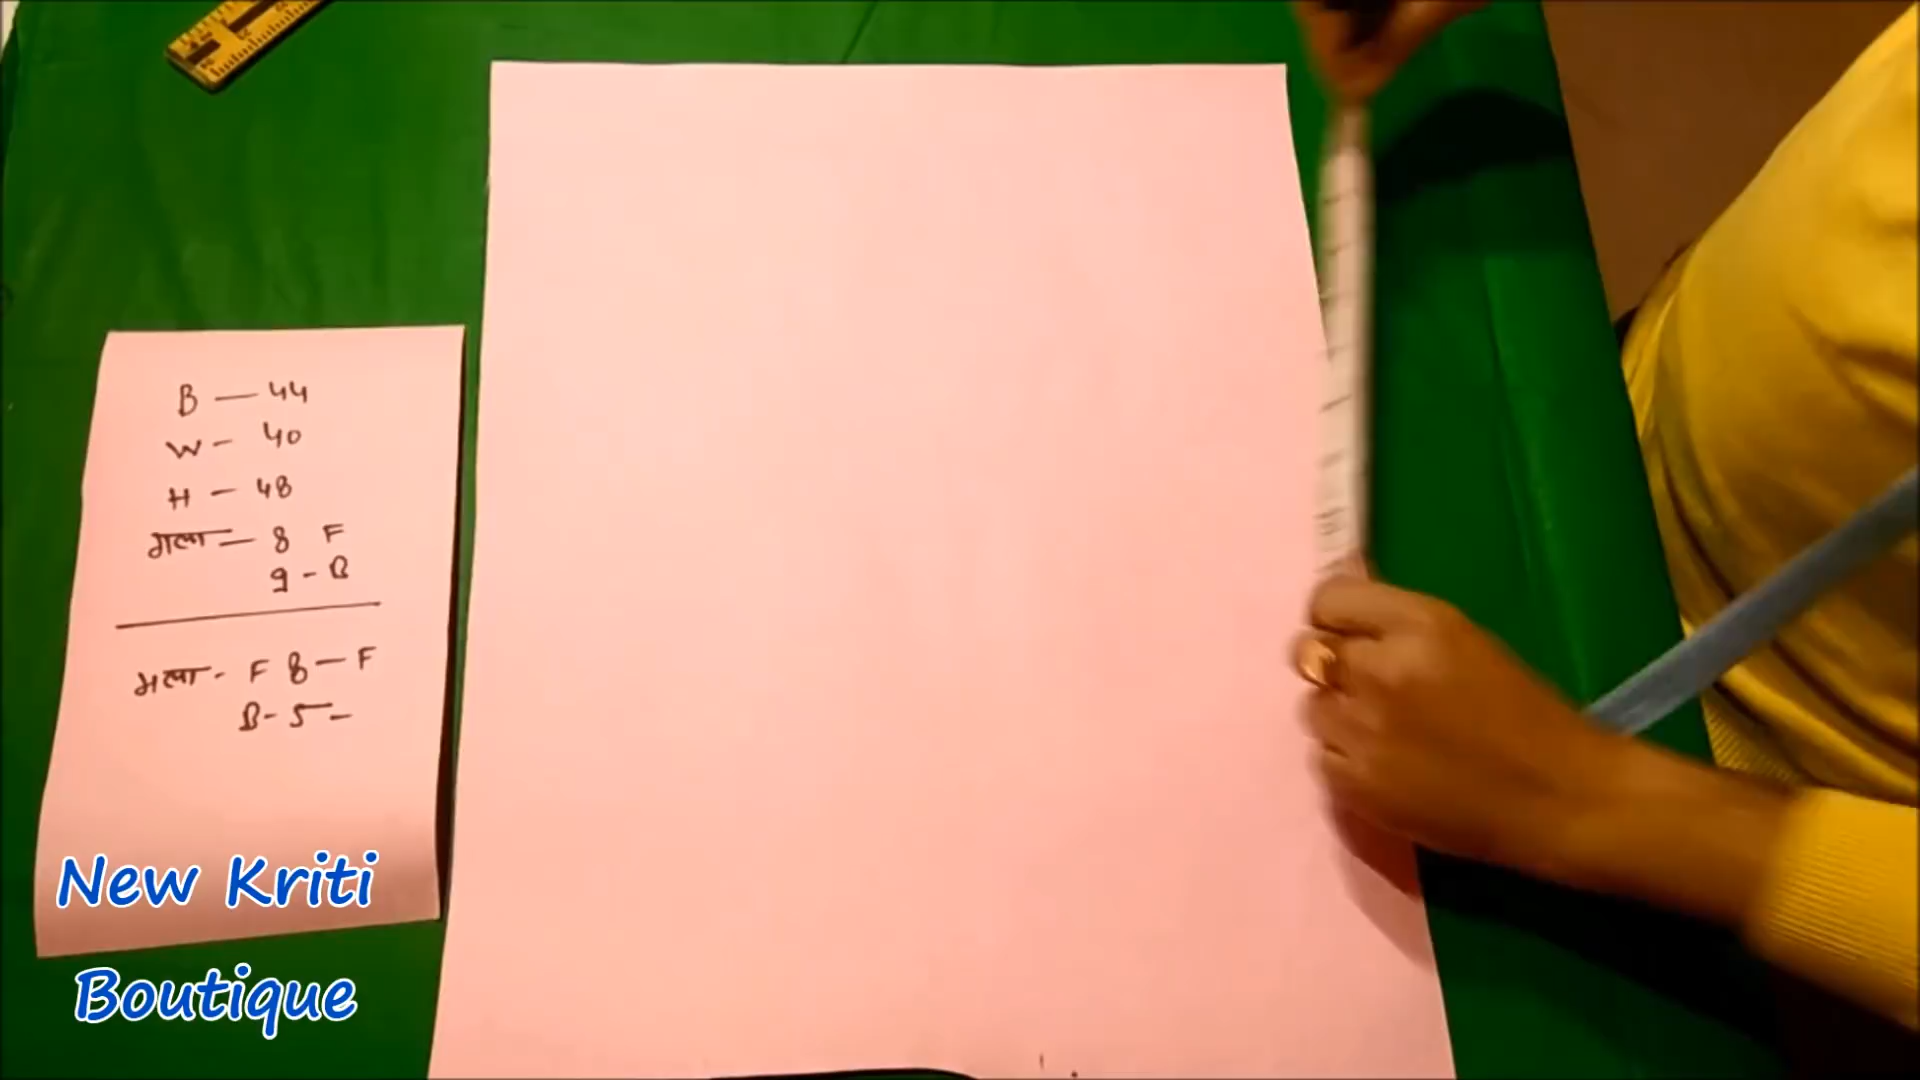 B — 44
W - 40
H - 48
गला - 8 F
9 - B
गला - F 8 - F
B - 5 -
New Kriti
Boutique